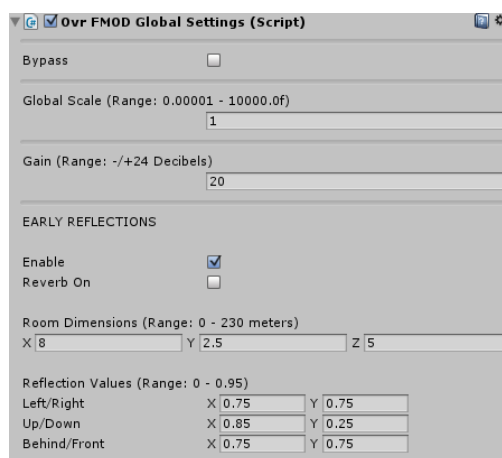 Ovr FMOD Global Settings (Script)
Bypass
Global Scale (Range: 0.00001 - 10000.0f)
1
Gain (Range: -/+24 Decibels)
20
EARLY REFLECTIONS
Enable
Reverb On
Room Dimensions (Range: 0 - 230 meters)
X 8 Y 2.5 Z 5
Reflection Values (Range: 0 - 0.95)
Left/Right X 0.75 Y 0.75
Up/Down X 0.85 Y 0.25
Behind/Front X 0.75 Y 0.75